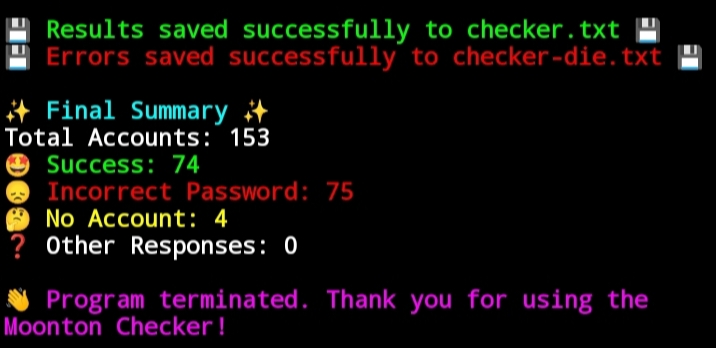 💾 Results saved successfully to checker.txt 💾
💾 Errors saved successfully to checker-die.txt 💾
✨ Final Summary ✨
Total Accounts: 153
🤩 Success: 74
😞 Incorrect Password: 75
🤔 No Account: 4
❓ Other Responses: 0
👋 Program terminated. Thank you for using the
Moonton Checker!